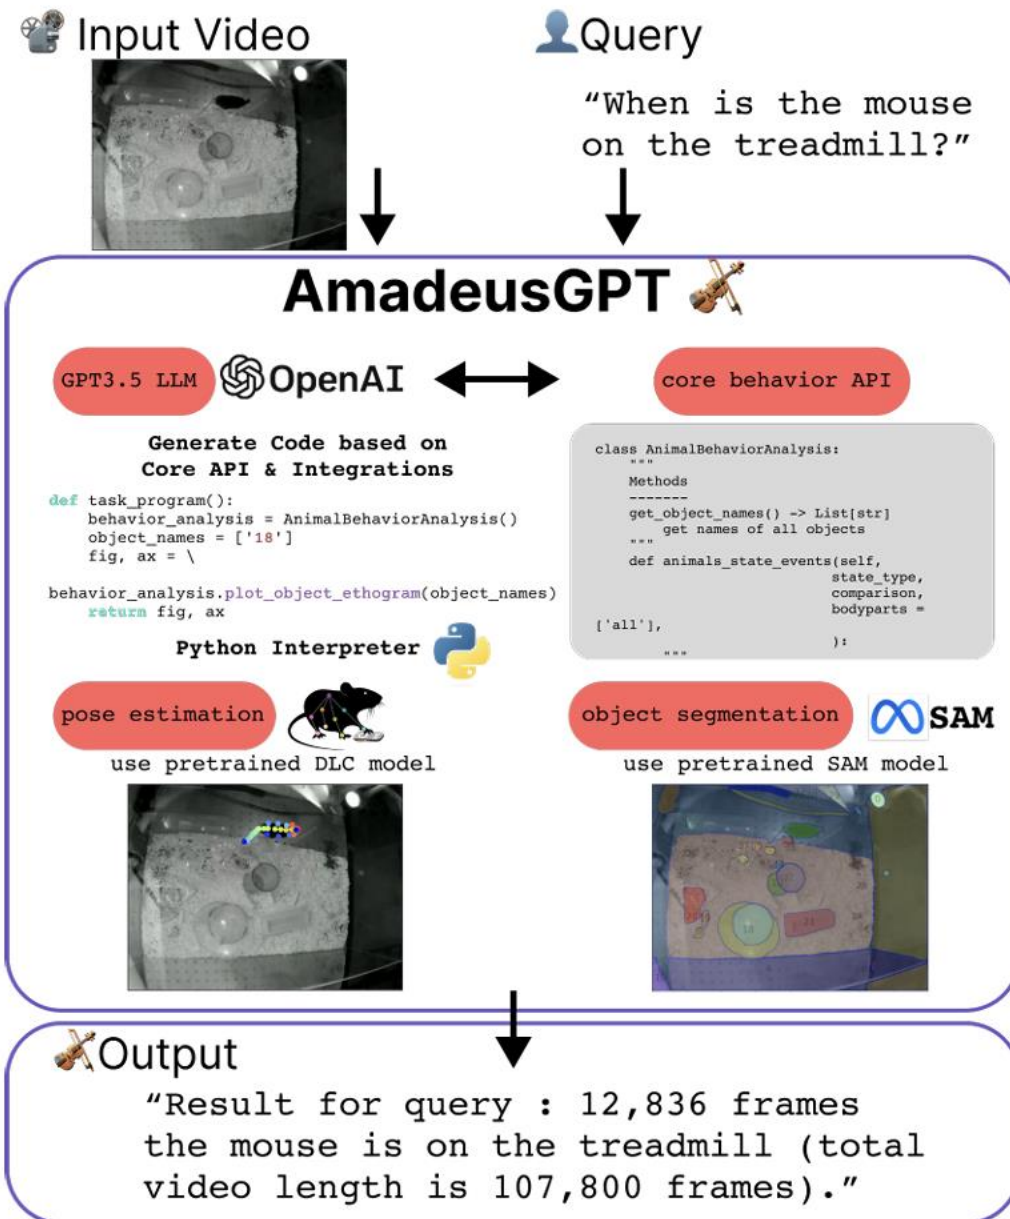 Input Video
Query
“When is the mouse
on the treadmill?”
AmadeusGPT
GPT3.5 LLM
OpenAI
core behavior API
Generate Code based on
Core API & Integrations
def task_program():
    behavior_analysis = AnimalBehaviorAnalysis()
    object_names = ['18']
    fig, ax = \
behavior_analysis.plot_object_ethogram(object_names)
    return fig, ax
Python Interpreter
class AnimalBehaviorAnalysis:
    """
    Methods
    -------
    get_object_names() -> List[str]
        get names of all objects
    """
    def animals_state_events(self,
                             state_type,
                             comparison,
                             bodyparts =
['all'],
                             ):
        """
pose estimation
use pretrained DLC model
object segmentation
SAM
use pretrained SAM model
18
Output
“Result for query : 12,836 frames
the mouse is on the treadmill (total
video length is 107,800 frames).”